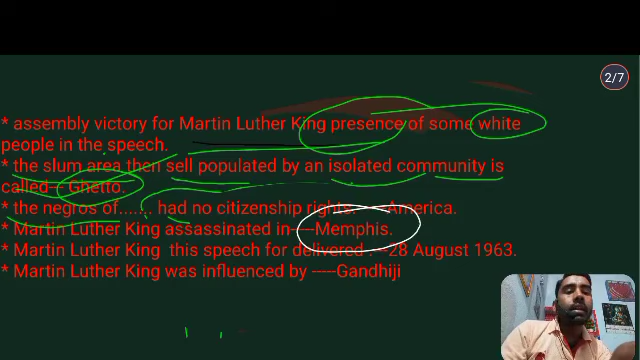 2/7
* assembly victory for Martin Luther King presence of some white
people in the speech.
* the slum area then sell populated by an isolated community is
called--- Ghetto.
* the negros of....... had no citizenship rights. ---America.
* Martin Luther King assassinated in-----Memphis.
* Martin Luther King  this speech for delivered . ---28 August 1963.
* Martin Luther King was influenced by -----Gandhiji